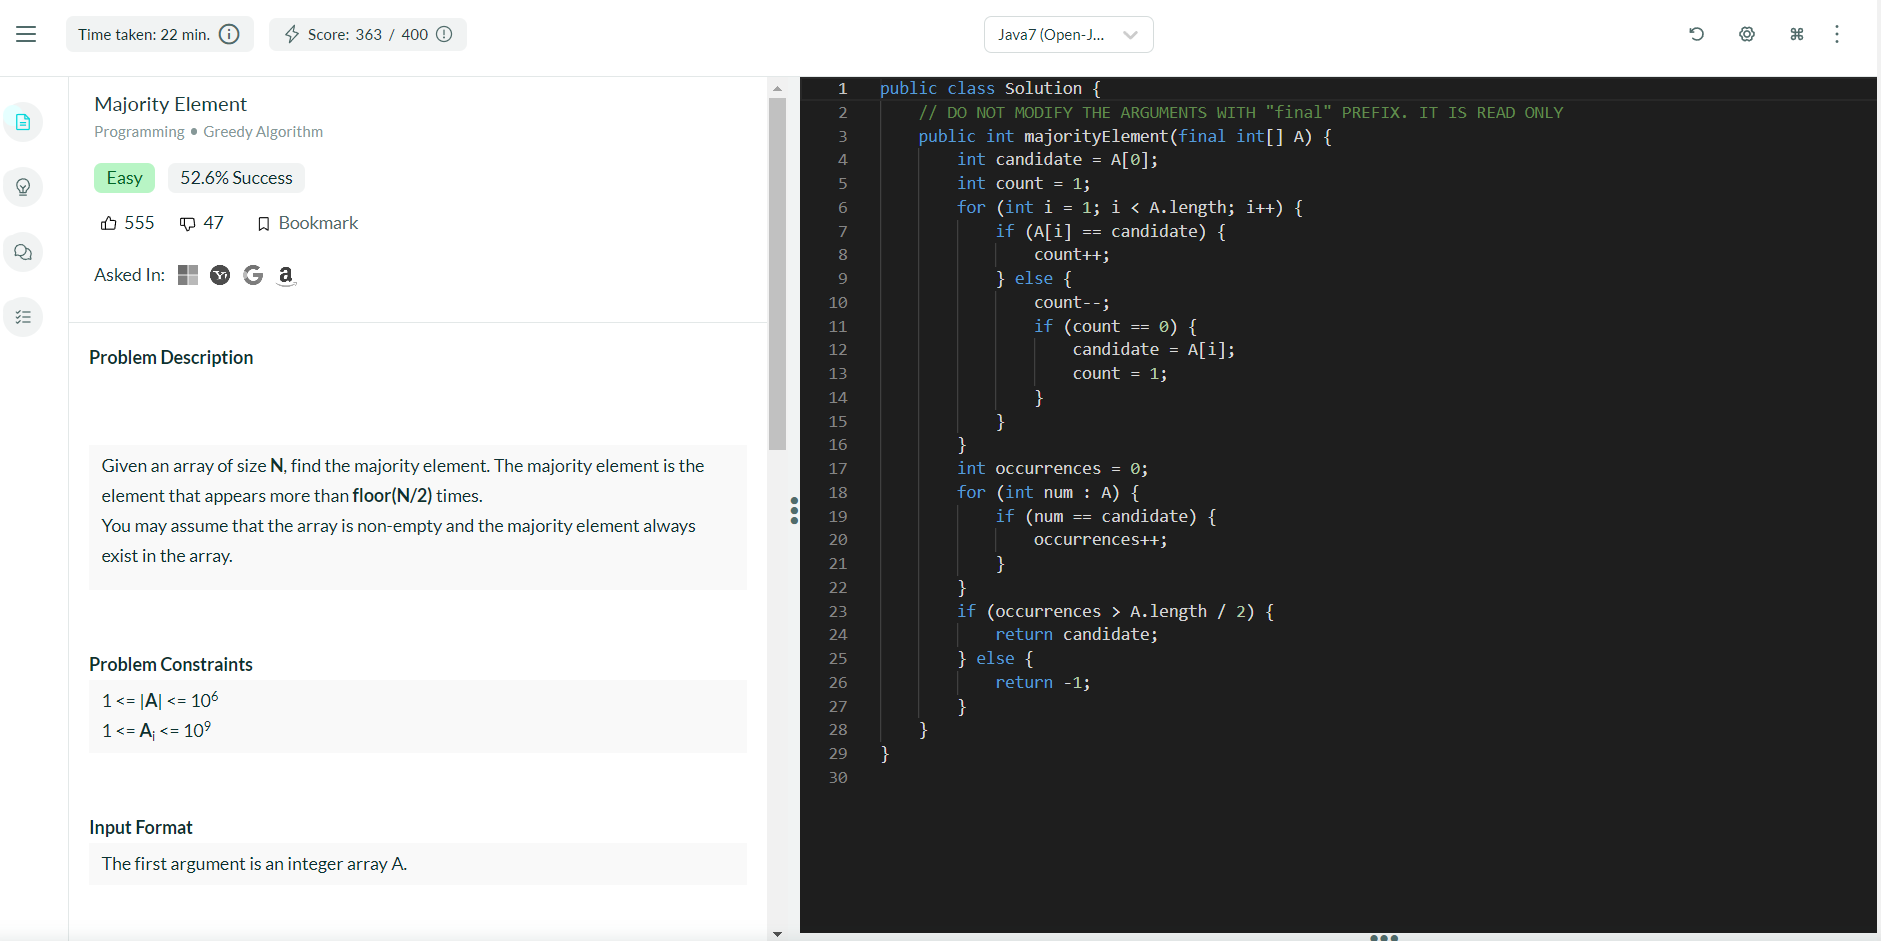 Time taken: 22 min.
Score: 363 / 400
Java7 (Open-J...
Majority Element
Programming • Greedy Algorithm
Easy 52.6% Success
555 47 Bookmark
Asked In: Y! G a
Problem Description
Given an array of size N, find the majority element. The majority element is the
element that appears more than floor(N/2) times.
You may assume that the array is non-empty and the majority element always
exist in the array.
Problem Constraints
1 <= |A| <= 10⁶
1 <= Aᵢ <= 10⁹
Input Format
The first argument is an integer array A.
1 public class Solution {
2 // DO NOT MODIFY THE ARGUMENTS WITH "final" PREFIX. IT IS READ ONLY
3 public int majorityElement(final int[] A) {
4 int candidate = A[0];
5 int count = 1;
6 for (int i = 1; i < A.length; i++) {
7 if (A[i] == candidate) {
8 count++;
9 } else {
10 count--;
11 if (count == 0) {
12 candidate = A[i];
13 count = 1;
14 }
15 }
16 }
17 int occurrences = 0;
18 for (int num : A) {
19 if (num == candidate) {
20 occurrences++;
21 }
22 }
23 if (occurrences > A.length / 2) {
24 return candidate;
25 } else {
26 return -1;
27 }
28 }
29 }
30